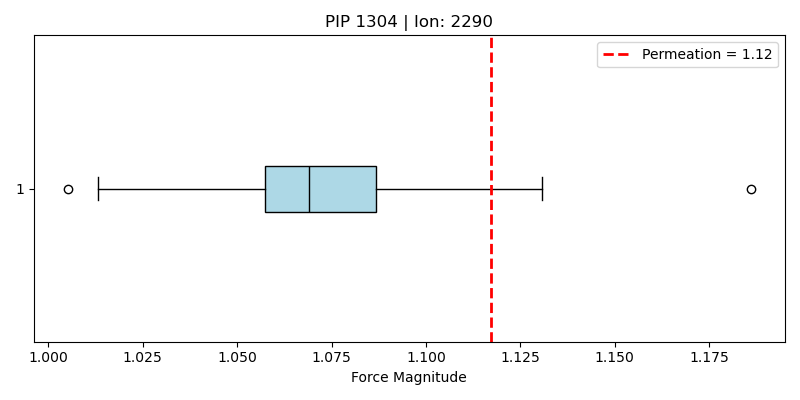 PIP 1304 | Ion: 2290
Permeation = 1.12
1
1.000 1.025 1.050 1.075 1.100 1.125 1.150 1.175
Force Magnitude